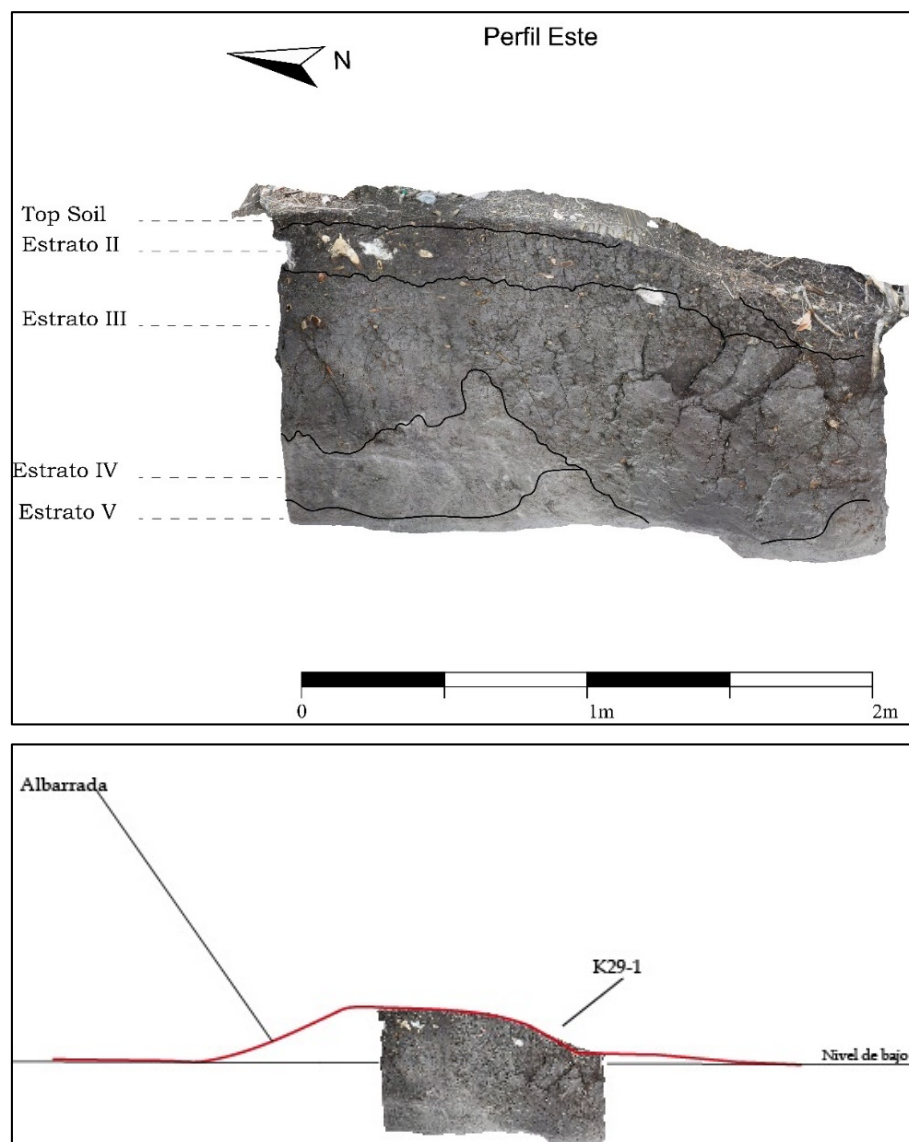 Perfil Este
N
Top Soil
Estrato II
Estrato III
Estrato IV
Estrato V
0 1m 2m
Albarrada
K29-1
Nivel de bajo